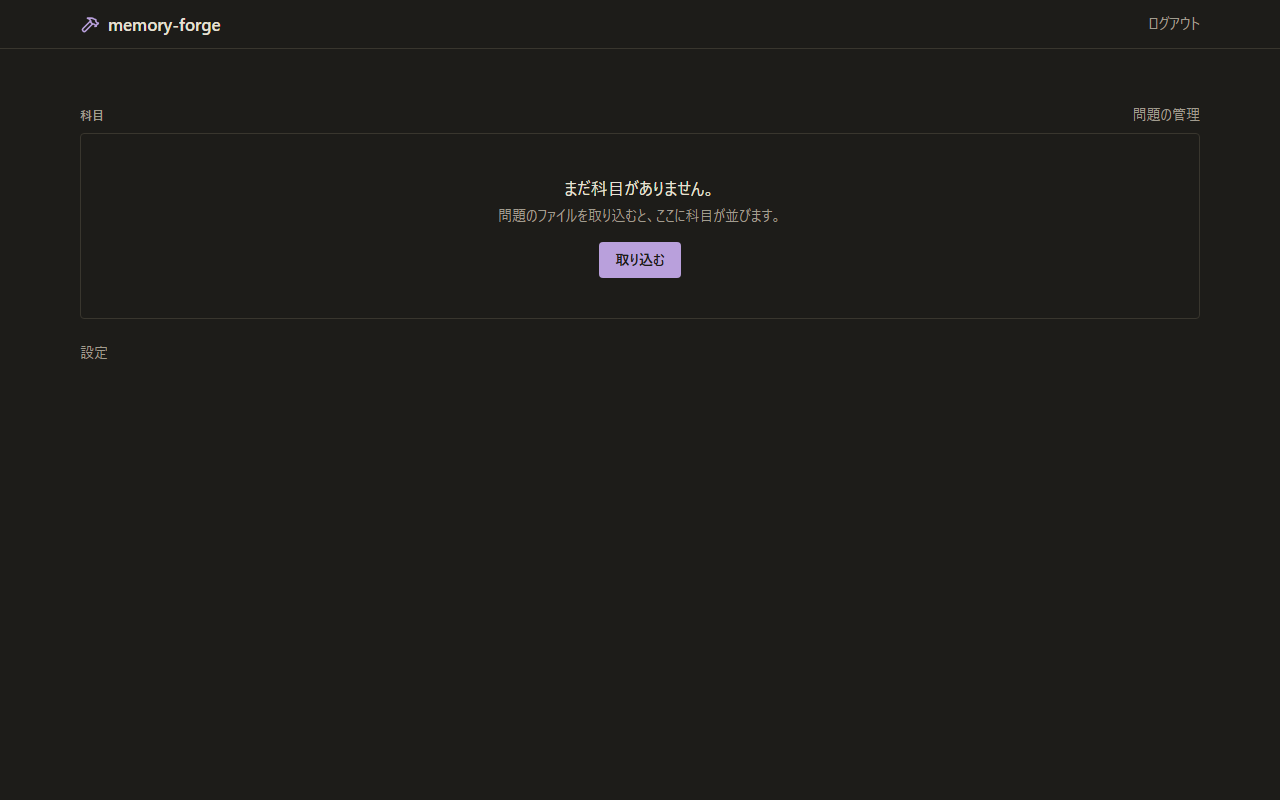 memory-forge
ログアウト
科目
問題の管理
まだ科目がありません。
問題のファイルを取り込むと、ここに科目が並びます。
取り込む
設定